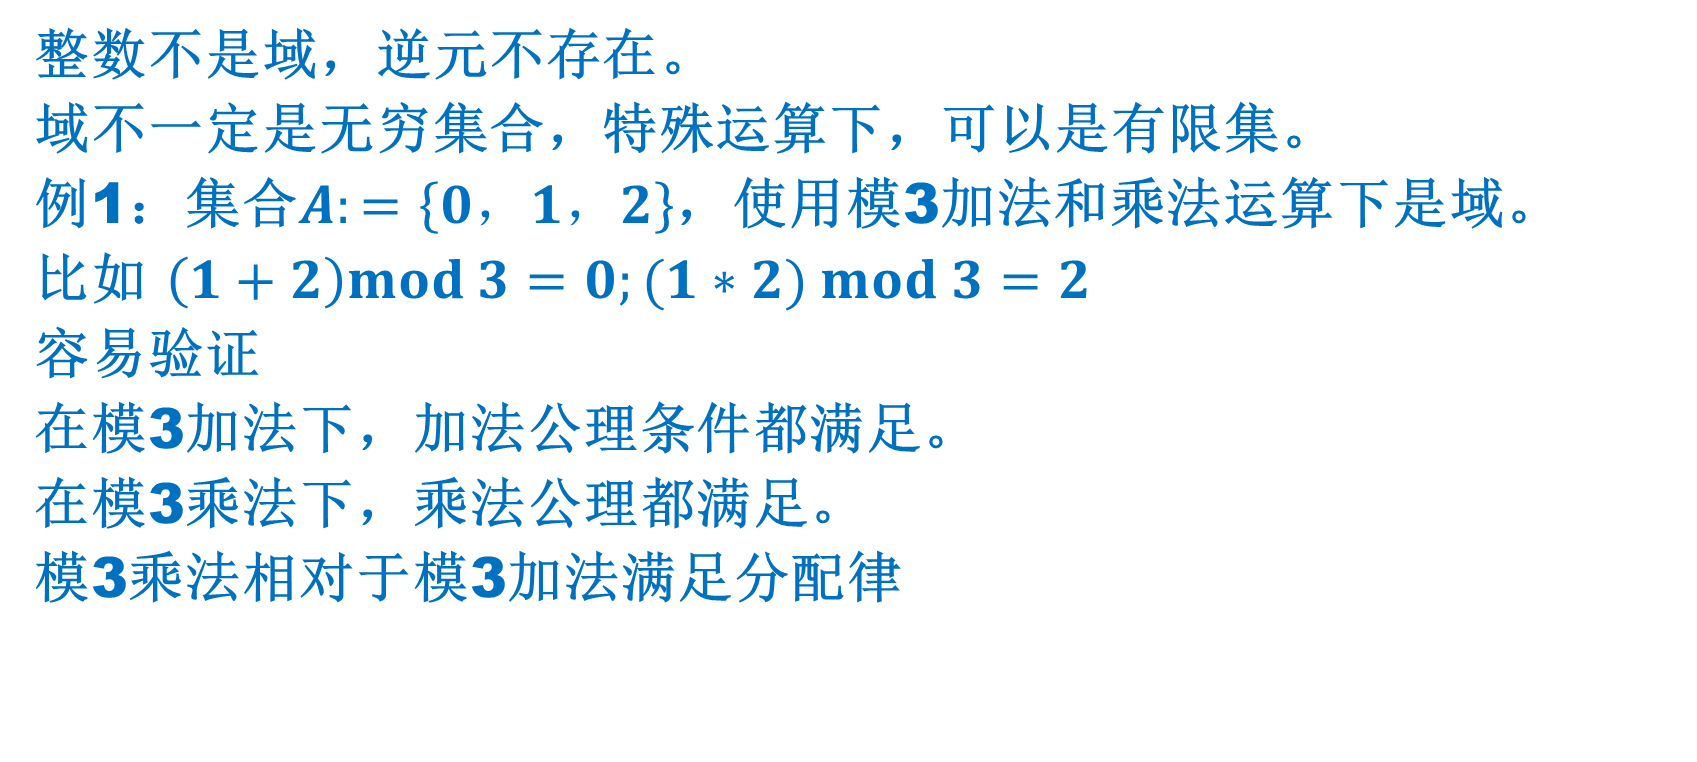 整数不是域，逆元不存在。
域不一定是无穷集合，特殊运算下，可以是有限集。
例1：集合A:= {0，1，2}，使用模3加法和乘法运算下是域。
比如 (1 + 2)mod 3 = 0; (1 * 2) mod 3 = 2
容易验证
在模3加法下，加法公理条件都满足。
在模3乘法下，乘法公理都满足。
模3乘法相对于模3加法满足分配律